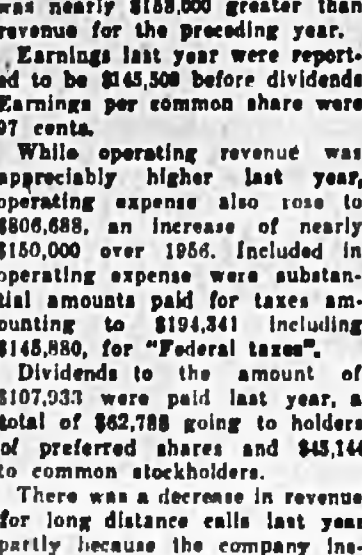 was nearly $158,000 greater than
revenue for the preceding year.
Earnings last year were report-
ed to be $145,508 before dividends
Earnings per common share were
97 cents.
While operating revenue was
appreciably higher last year,
operating expense also rose to
$806,688, an increase of nearly
$150,000 over 1956. Included in
operating expense were substan-
tial amounts paid for taxes am-
ounting to $194,341 including
$145,880, for "Federal taxes".
Dividends to the amount of
$107,933 were paid last year, a
total of $62,788 going to holders
of preferred shares and $45,144
to common stockholders.
There was a decrease in revenue
for long distance calls last year
partly because the company ins-